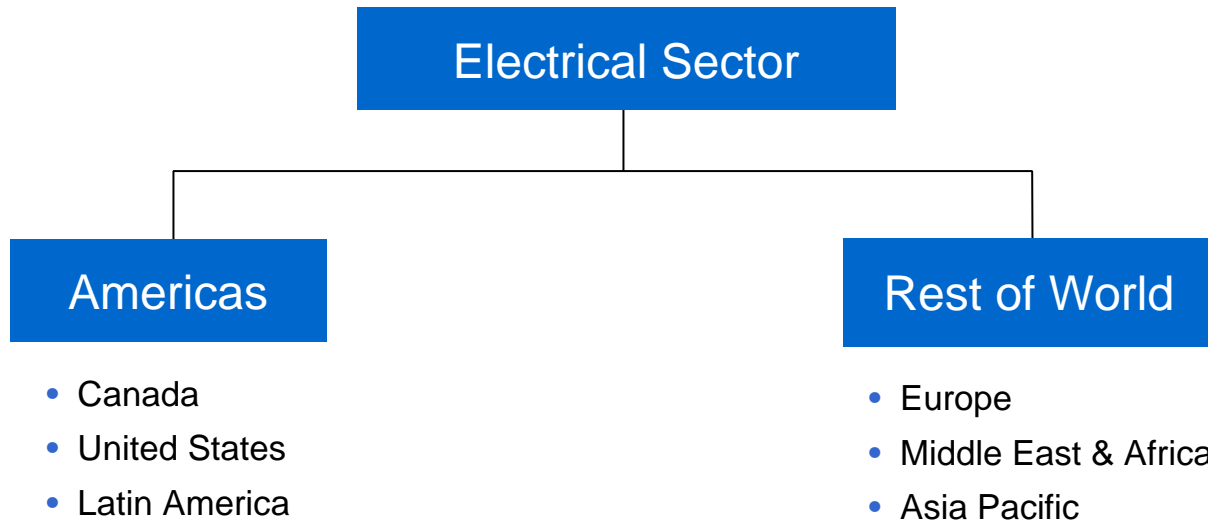 Electrical Sector
Americas
• Canada
• United States
• Latin America
Rest of World
• Europe
• Middle East & Africa
• Asia Pacific